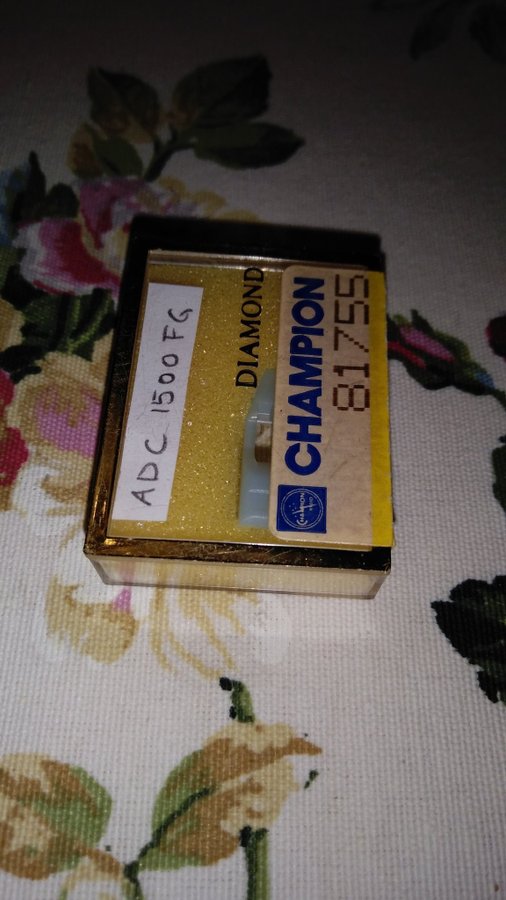 ADC 1500 FG
DIAMOND
CHAMPION
81755